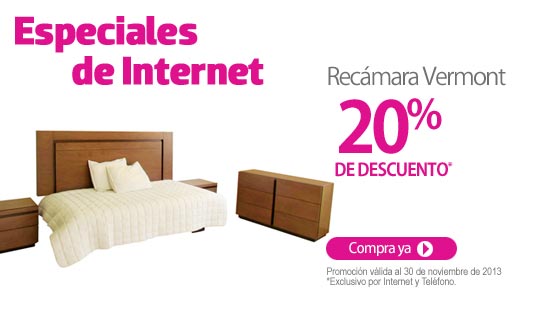 Especiales
de Internet
Recámara Vermont
20%
DE DESCUENTO*
Compra ya
Promoción válida al 30 de noviembre de 2013
*Exclusivo por Internet y Teléfono.